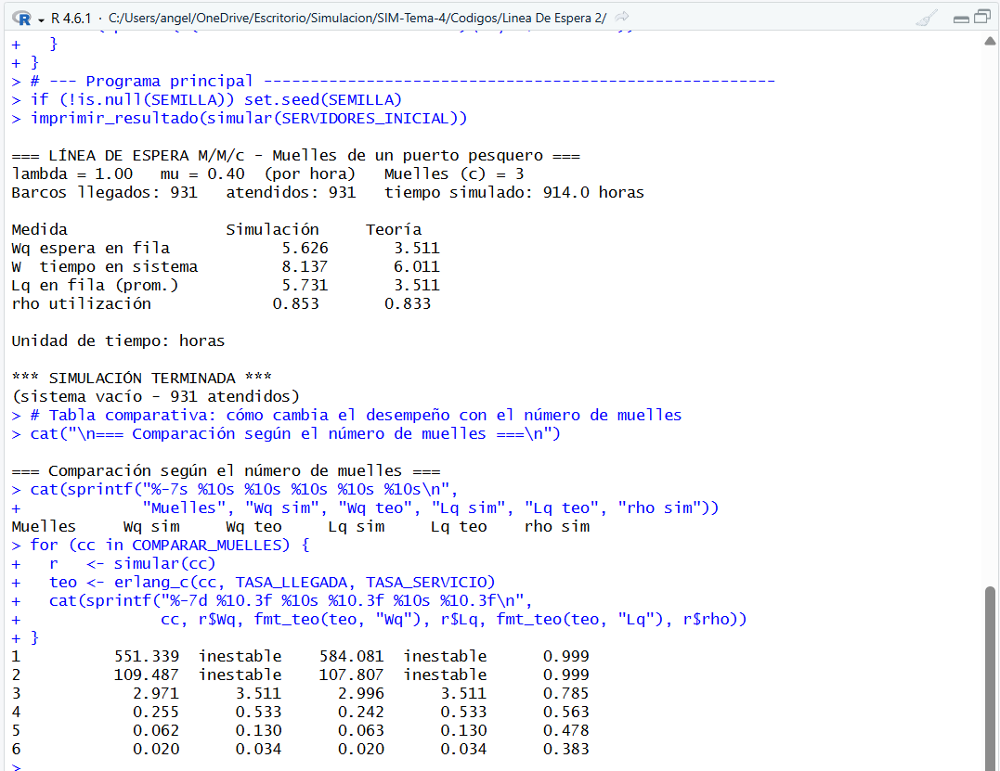 R 4.6.1 · C:/Users/angel/OneDrive/Escritorio/Simulacion/SIM-Tema-4/Codigos/Linea De Espera 2/
+   }
+ }
> # --- Programa principal -------------------------------------------------------
> if (!is.null(SEMILLA)) set.seed(SEMILLA)
> imprimir_resultado(simular(SERVIDORES_INICIAL))
=== LÍNEA DE ESPERA M/M/c - Muelles de un puerto pesquero ===
lambda = 1.00   mu = 0.40  (por hora)   Muelles (c) = 3
Barcos llegados: 931   atendidos: 931   tiempo simulado: 914.0 horas
Medida                 Simulación     Teoría
Wq espera en fila            5.626       3.511
W  tiempo en sistema         8.137       6.011
Lq en fila (prom.)           5.731       3.511
rho utilización             0.853       0.833
Unidad de tiempo: horas
*** SIMULACIÓN TERMINADA ***
(sistema vacío - 931 atendidos)
> # Tabla comparativa: cómo cambia el desempeño con el número de muelles
> cat("\n=== Comparación según el número de muelles ===\n")
=== Comparación según el número de muelles ===
> cat(sprintf("%-7s %10s %10s %10s %10s %10s\n",
+             "Muelles", "Wq sim", "Wq teo", "Lq sim", "Lq teo", "rho sim"))
Muelles     Wq sim     Wq teo     Lq sim     Lq teo    rho sim
> for (cc in COMPARAR_MUELLES) {
+   r   <- simular(cc)
+   teo <- erlang_c(cc, TASA_LLEGADA, TASA_SERVICIO)
+   cat(sprintf("%-7d %10.3f %10s %10.3f %10s %10.3f\n",
+               cc, r$Wq, fmt_teo(teo, "Wq"), r$Lq, fmt_teo(teo, "Lq"), r$rho))
+ }
1          551.339  inestable    584.081  inestable      0.999
2          109.487  inestable    107.807  inestable      0.999
3            2.971      3.511      2.996      3.511      0.785
4            0.255      0.533      0.242      0.533      0.563
5            0.062      0.130      0.063      0.130      0.478
6            0.020      0.034      0.020      0.034      0.383
>